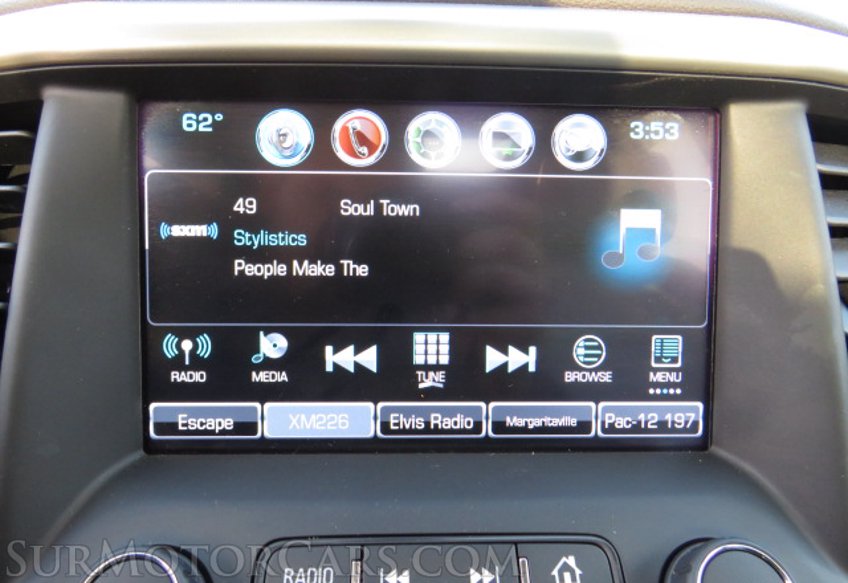 62° 3:53
49 Soul Town
((sxm))
Stylistics
People Make The
RADIO MEDIA TUNE BROWSE MENU
Escape XM226 Elvis Radio Margaritaville Pac-12 197
RADIO
SurMotorCars.com